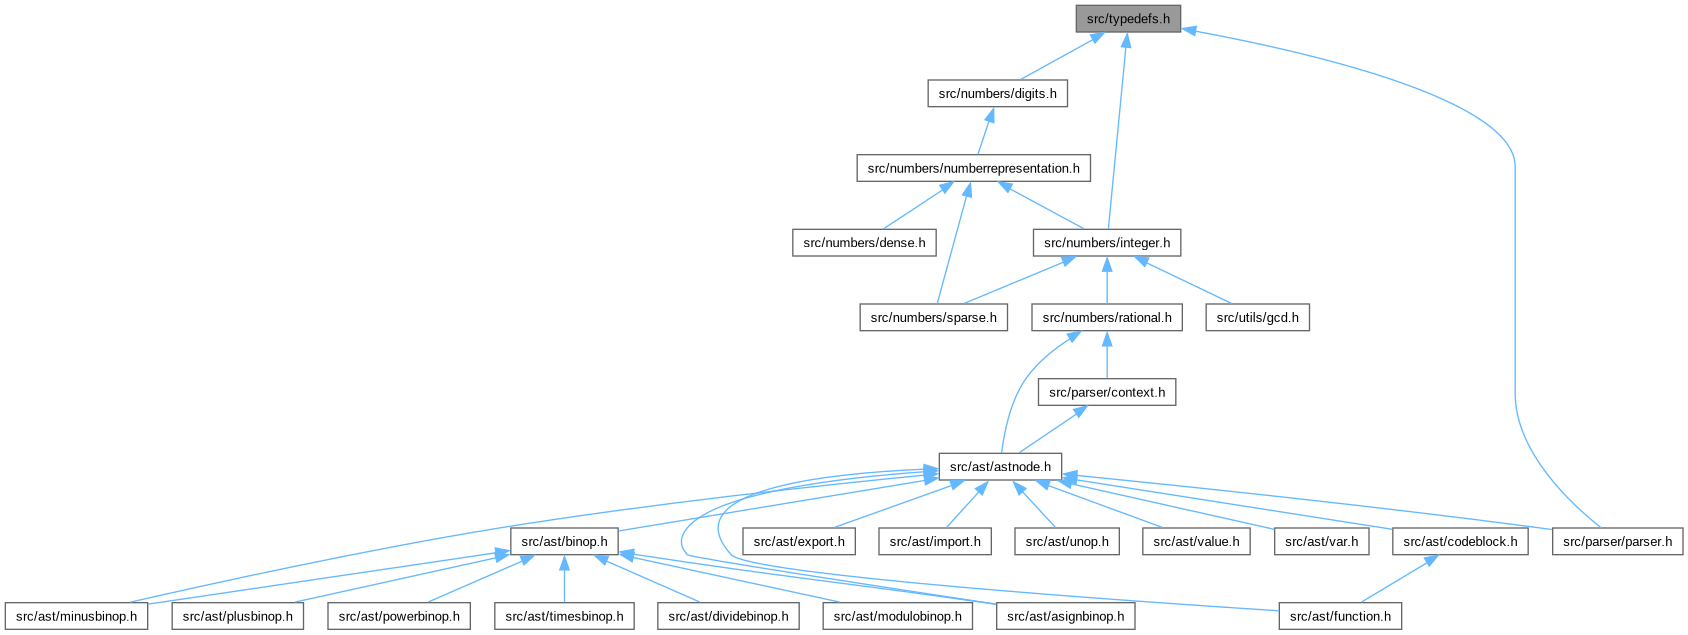 src/typedefs.h
src/numbers/digits.h
src/numbers/numberrepresentation.h
src/numbers/dense.h
src/numbers/integer.h
src/numbers/sparse.h
src/numbers/rational.h
src/utils/gcd.h
src/parser/context.h
src/ast/astnode.h
src/ast/binop.h
src/ast/export.h
src/ast/import.h
src/ast/unop.h
src/ast/value.h
src/ast/var.h
src/ast/codeblock.h
src/parser/parser.h
src/ast/minusbinop.h
src/ast/plusbinop.h
src/ast/powerbinop.h
src/ast/timesbinop.h
src/ast/dividebinop.h
src/ast/modulobinop.h
src/ast/asignbinop.h
src/ast/function.h